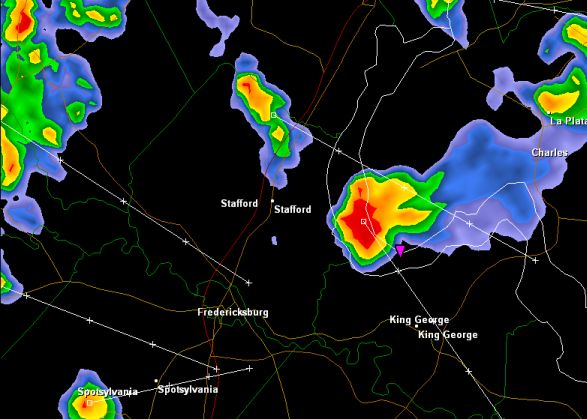 La Plata
Charles
Stafford
Stafford
Fredericksburg
King George
King George
Spotsylvania
Spotsylvania